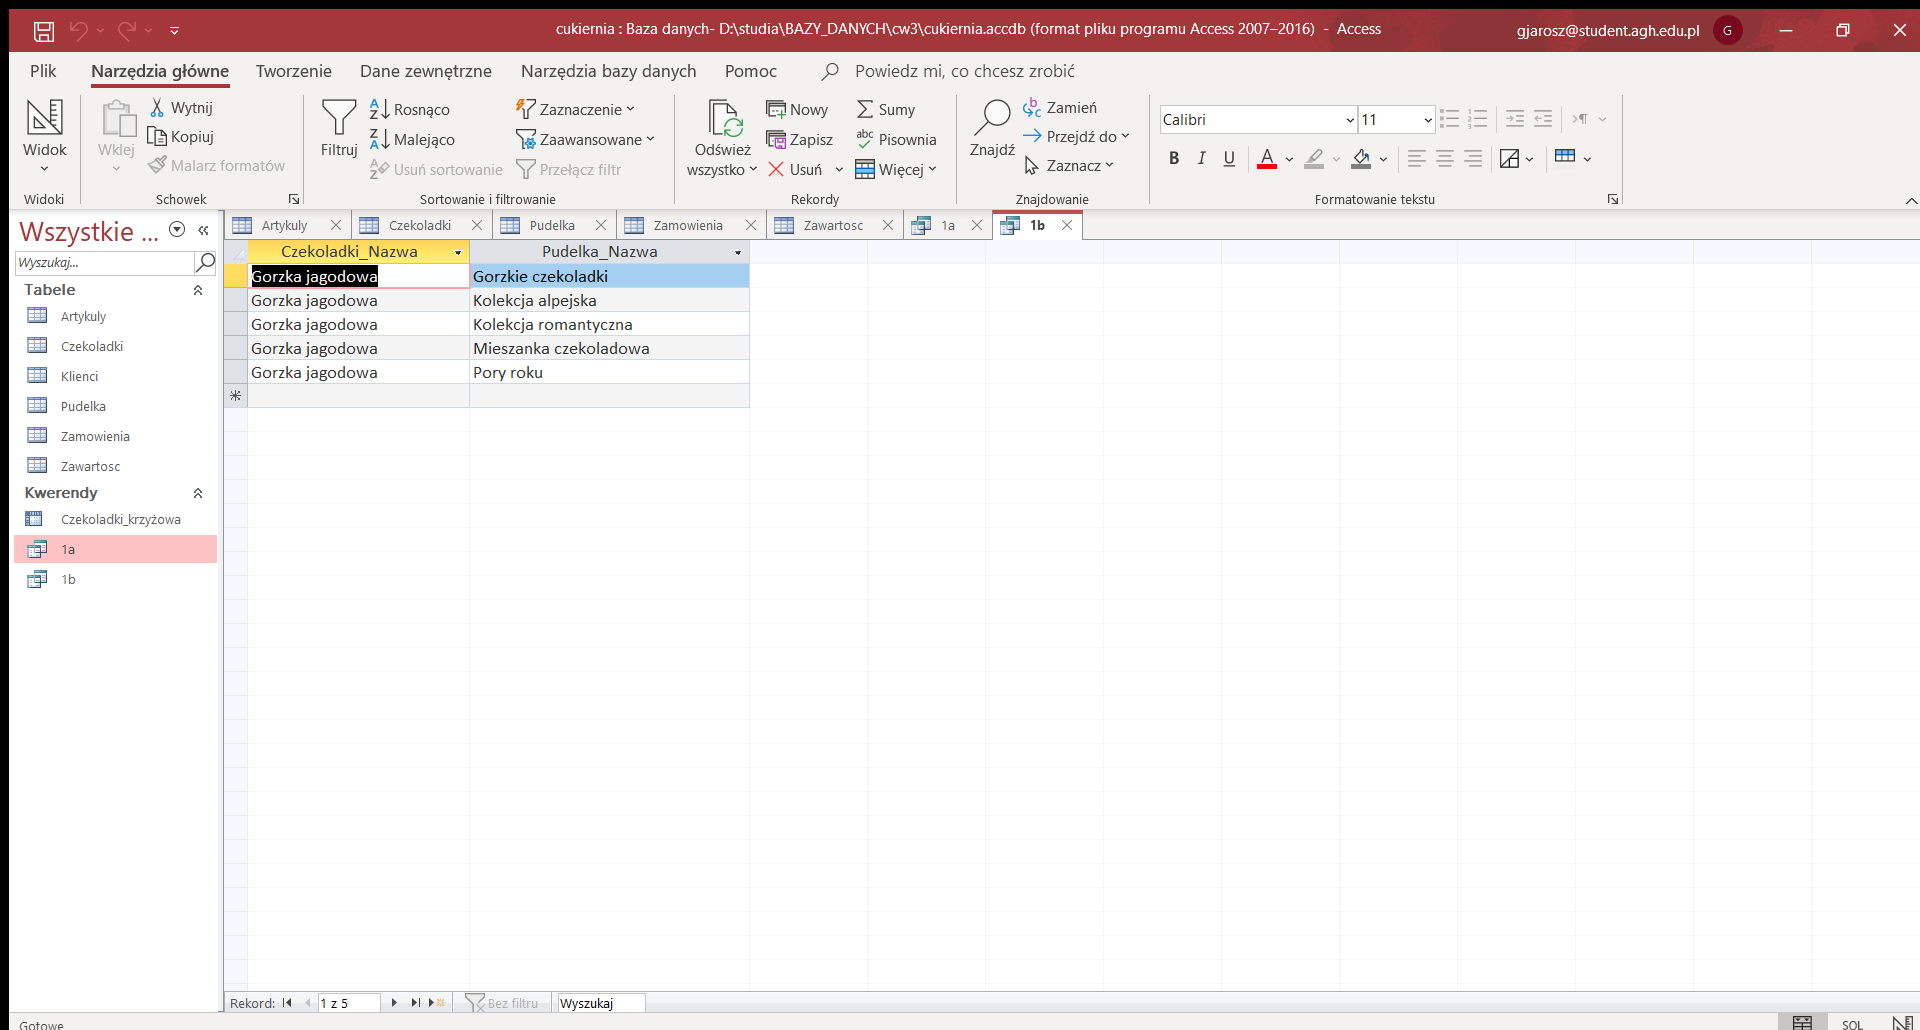 cukiernia : Baza danych- D:\studia\BAZY_DANYCH\cw3\cukiernia.accdb (format pliku programu Access 2007–2016) - Access
gjarosz@student.agh.edu.pl
G
Plik Narzędzia główne Tworzenie Dane zewnętrzne Narzędzia bazy danych Pomoc Powiedz mi, co chcesz zrobić
Widok
Widoki
Wklej
Wytnij
Kopiuj
Malarz formatów
Schowek
Filtruj
Rosnąco
Malejąco
Usuń sortowanie
Zaznaczenie
Zaawansowane
Przełącz filtr
Sortowanie i filtrowanie
Odśwież
wszystko
Nowy
Zapisz
Usuń
Sumy
Pisownia
Więcej
Rekordy
Znajdź
Zamień
Przejdź do
Zaznacz
Znajdowanie
Calibri 11
B I U A
Formatowanie tekstu
Wszystkie ...
Wyszukaj...
Tabele
Artykuly
Czekoladki
Klienci
Pudelka
Zamowienia
Zawartosc
Kwerendy
Czekoladki_krzyżowa
1a
1b
Artykuly Czekoladki Pudelka Zamowienia Zawartosc 1a 1b
Czekoladki_Nazwa Pudelka_Nazwa
Gorzka jagodowa Gorzkie czekoladki
Gorzka jagodowa Kolekcja alpejska
Gorzka jagodowa Kolekcja romantyczna
Gorzka jagodowa Mieszanka czekoladowa
Gorzka jagodowa Pory roku
Rekord: 1 z 5 Bez filtru Wyszukaj
Gotowe
SQL